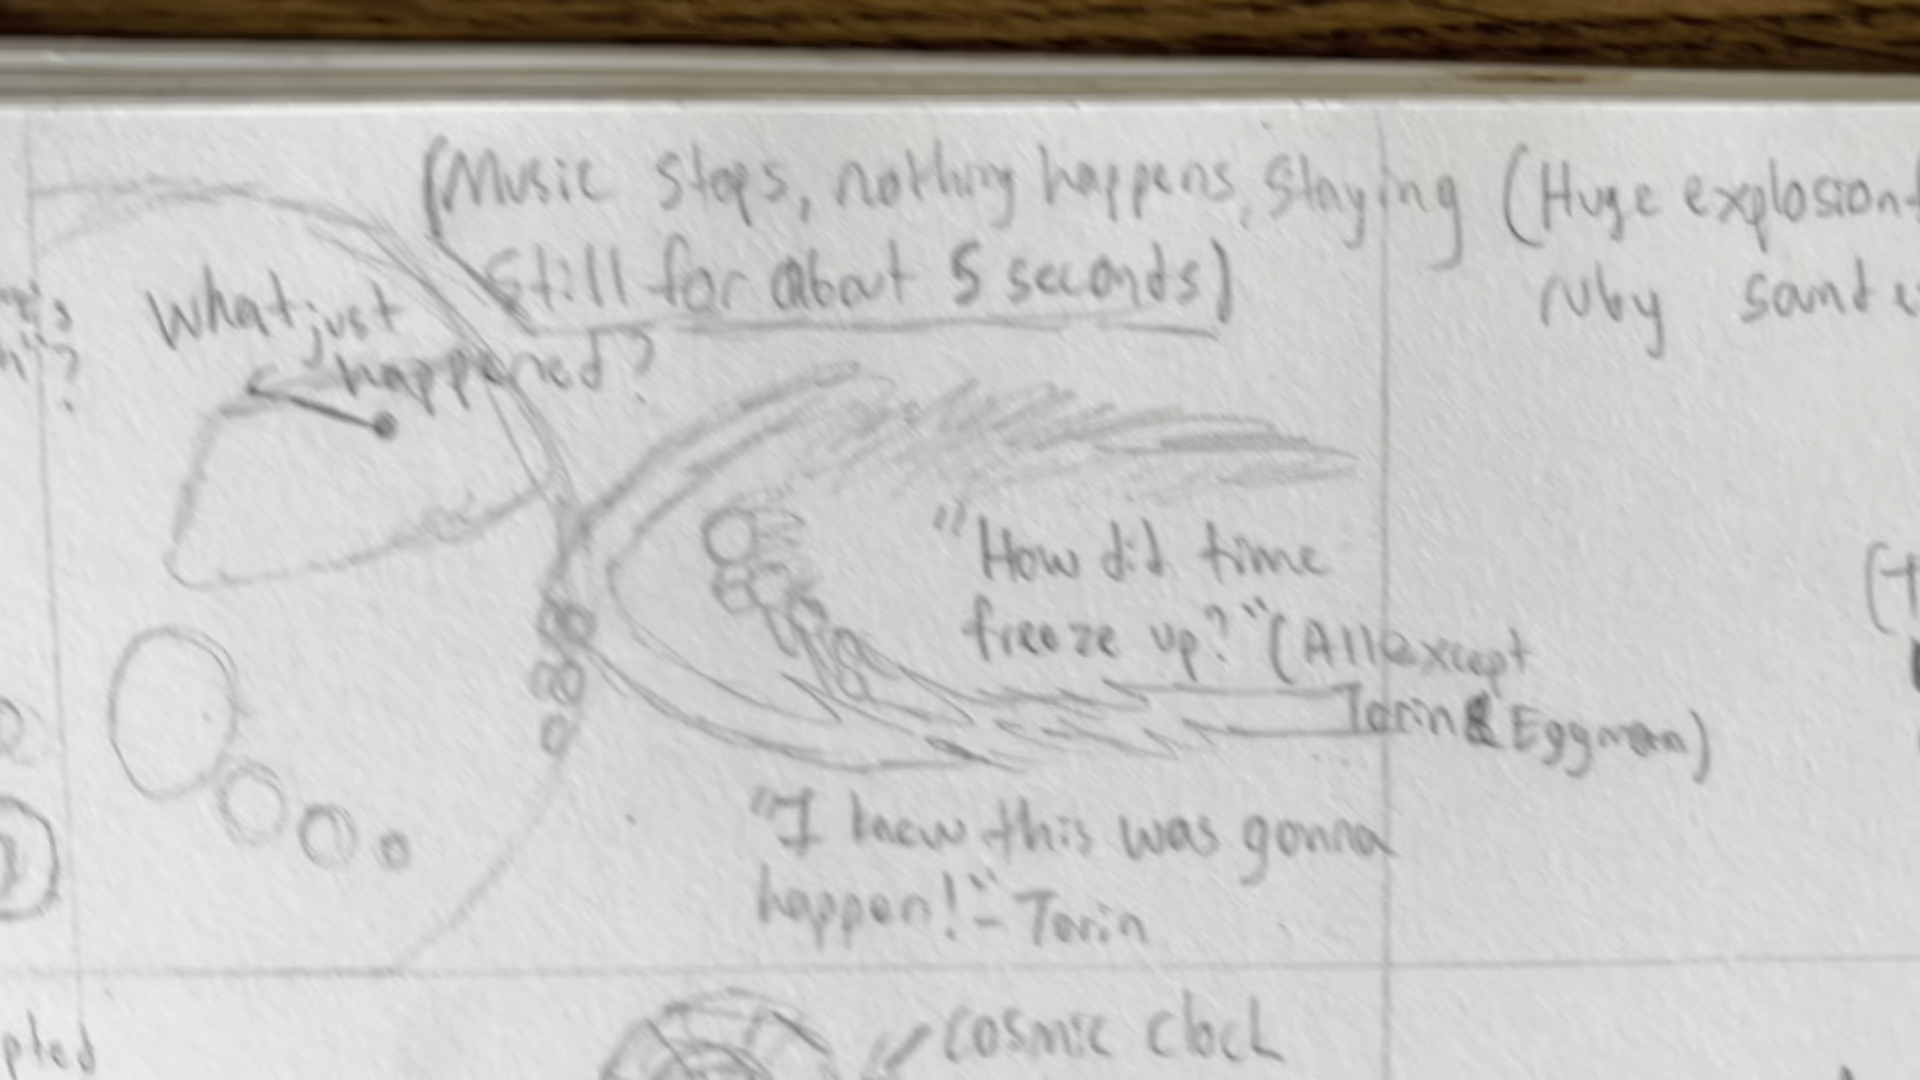 (Music stops, nothing happens, staying
still for about 5 seconds)
What just
happened?
"How did time
freeze up?" (All except
Torin & Eggman)
"I knew this was gonna
happen!" - Torin
(Huge explosion
ruby sand
cosmic clock